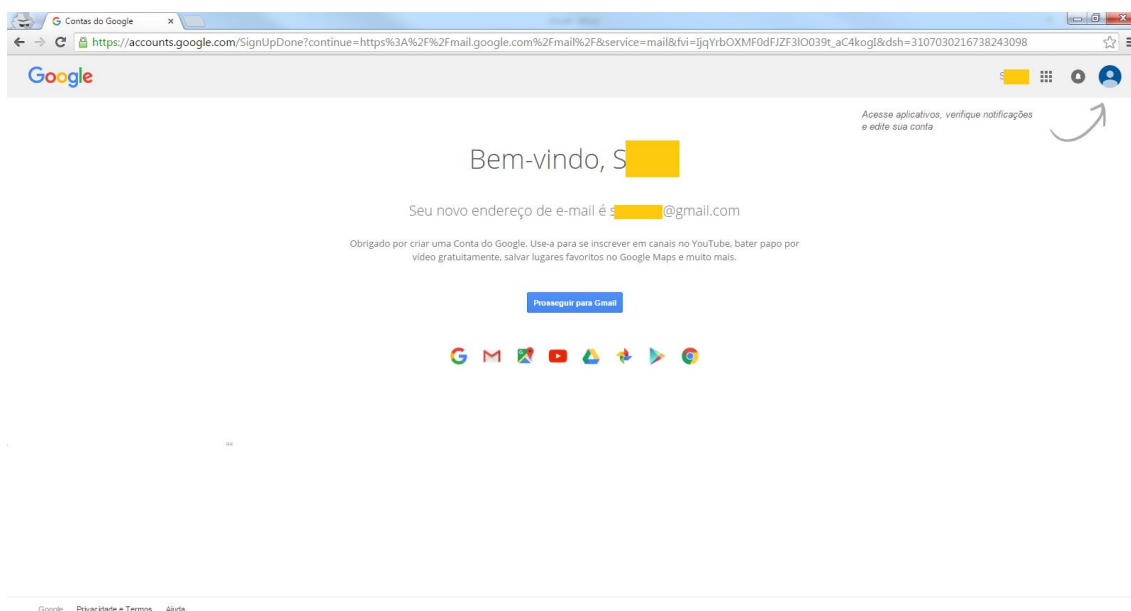 Contas do Google
https://accounts.google.com/SignUpDone?continue=https%3A%2F%2Fmail.google.com%2Fmail%2F&service=mail&fvi=IjqYrbOXMF0dFJZF3lO039t_aC4kogI&dsh=3107030216738243098
Google
S
Acesse aplicativos, verifique notificações
e edite sua conta
Bem-vindo, S
Seu novo endereço de e-mail é s @gmail.com
Obrigado por criar uma Conta do Google. Use-a para se inscrever em canais no YouTube, bater papo por
vídeo gratuitamente, salvar lugares favoritos no Google Maps e muito mais.
Prosseguir para Gmail
Google Privacidade e Termos Ajuda